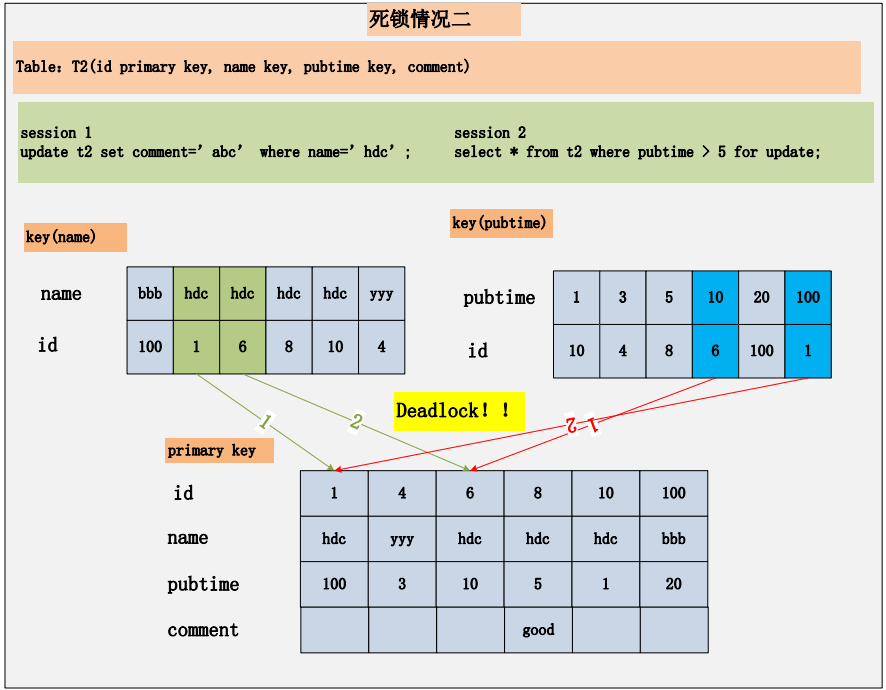 死锁情况二
Table: T2(id primary key, name key, pubtime key, comment)
session 1
update t2 set comment=’abc’ where name=’hdc’;
session 2
select * from t2 where pubtime > 5 for update;
key(name)
name bbb hdc hdc hdc hdc yyy
id 100 1 6 8 10 4
key(pubtime)
pubtime 1 3 5 10 20 100
id 10 4 8 6 100 1
1 2
Deadlock!!
2 1
primary key
id 1 4 6 8 10 100
name hdc yyy hdc hdc hdc bbb
pubtime 100 3 10 5 1 20
comment good